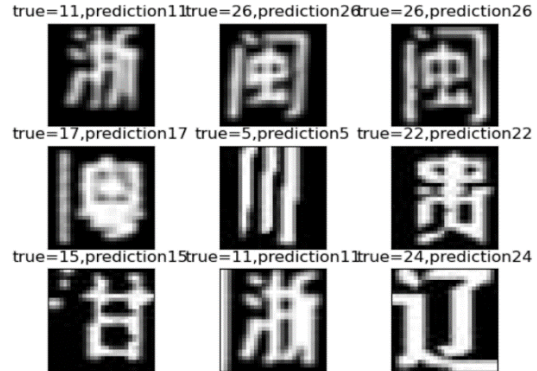 true=11,prediction11 true=26,prediction26 true=26,prediction26
浙 闽 闽
true=17,prediction17 true=5,prediction5 true=22,prediction22
川 贵
true=15,prediction15 true=11,prediction11 true=24,prediction24
甘 浙 辽